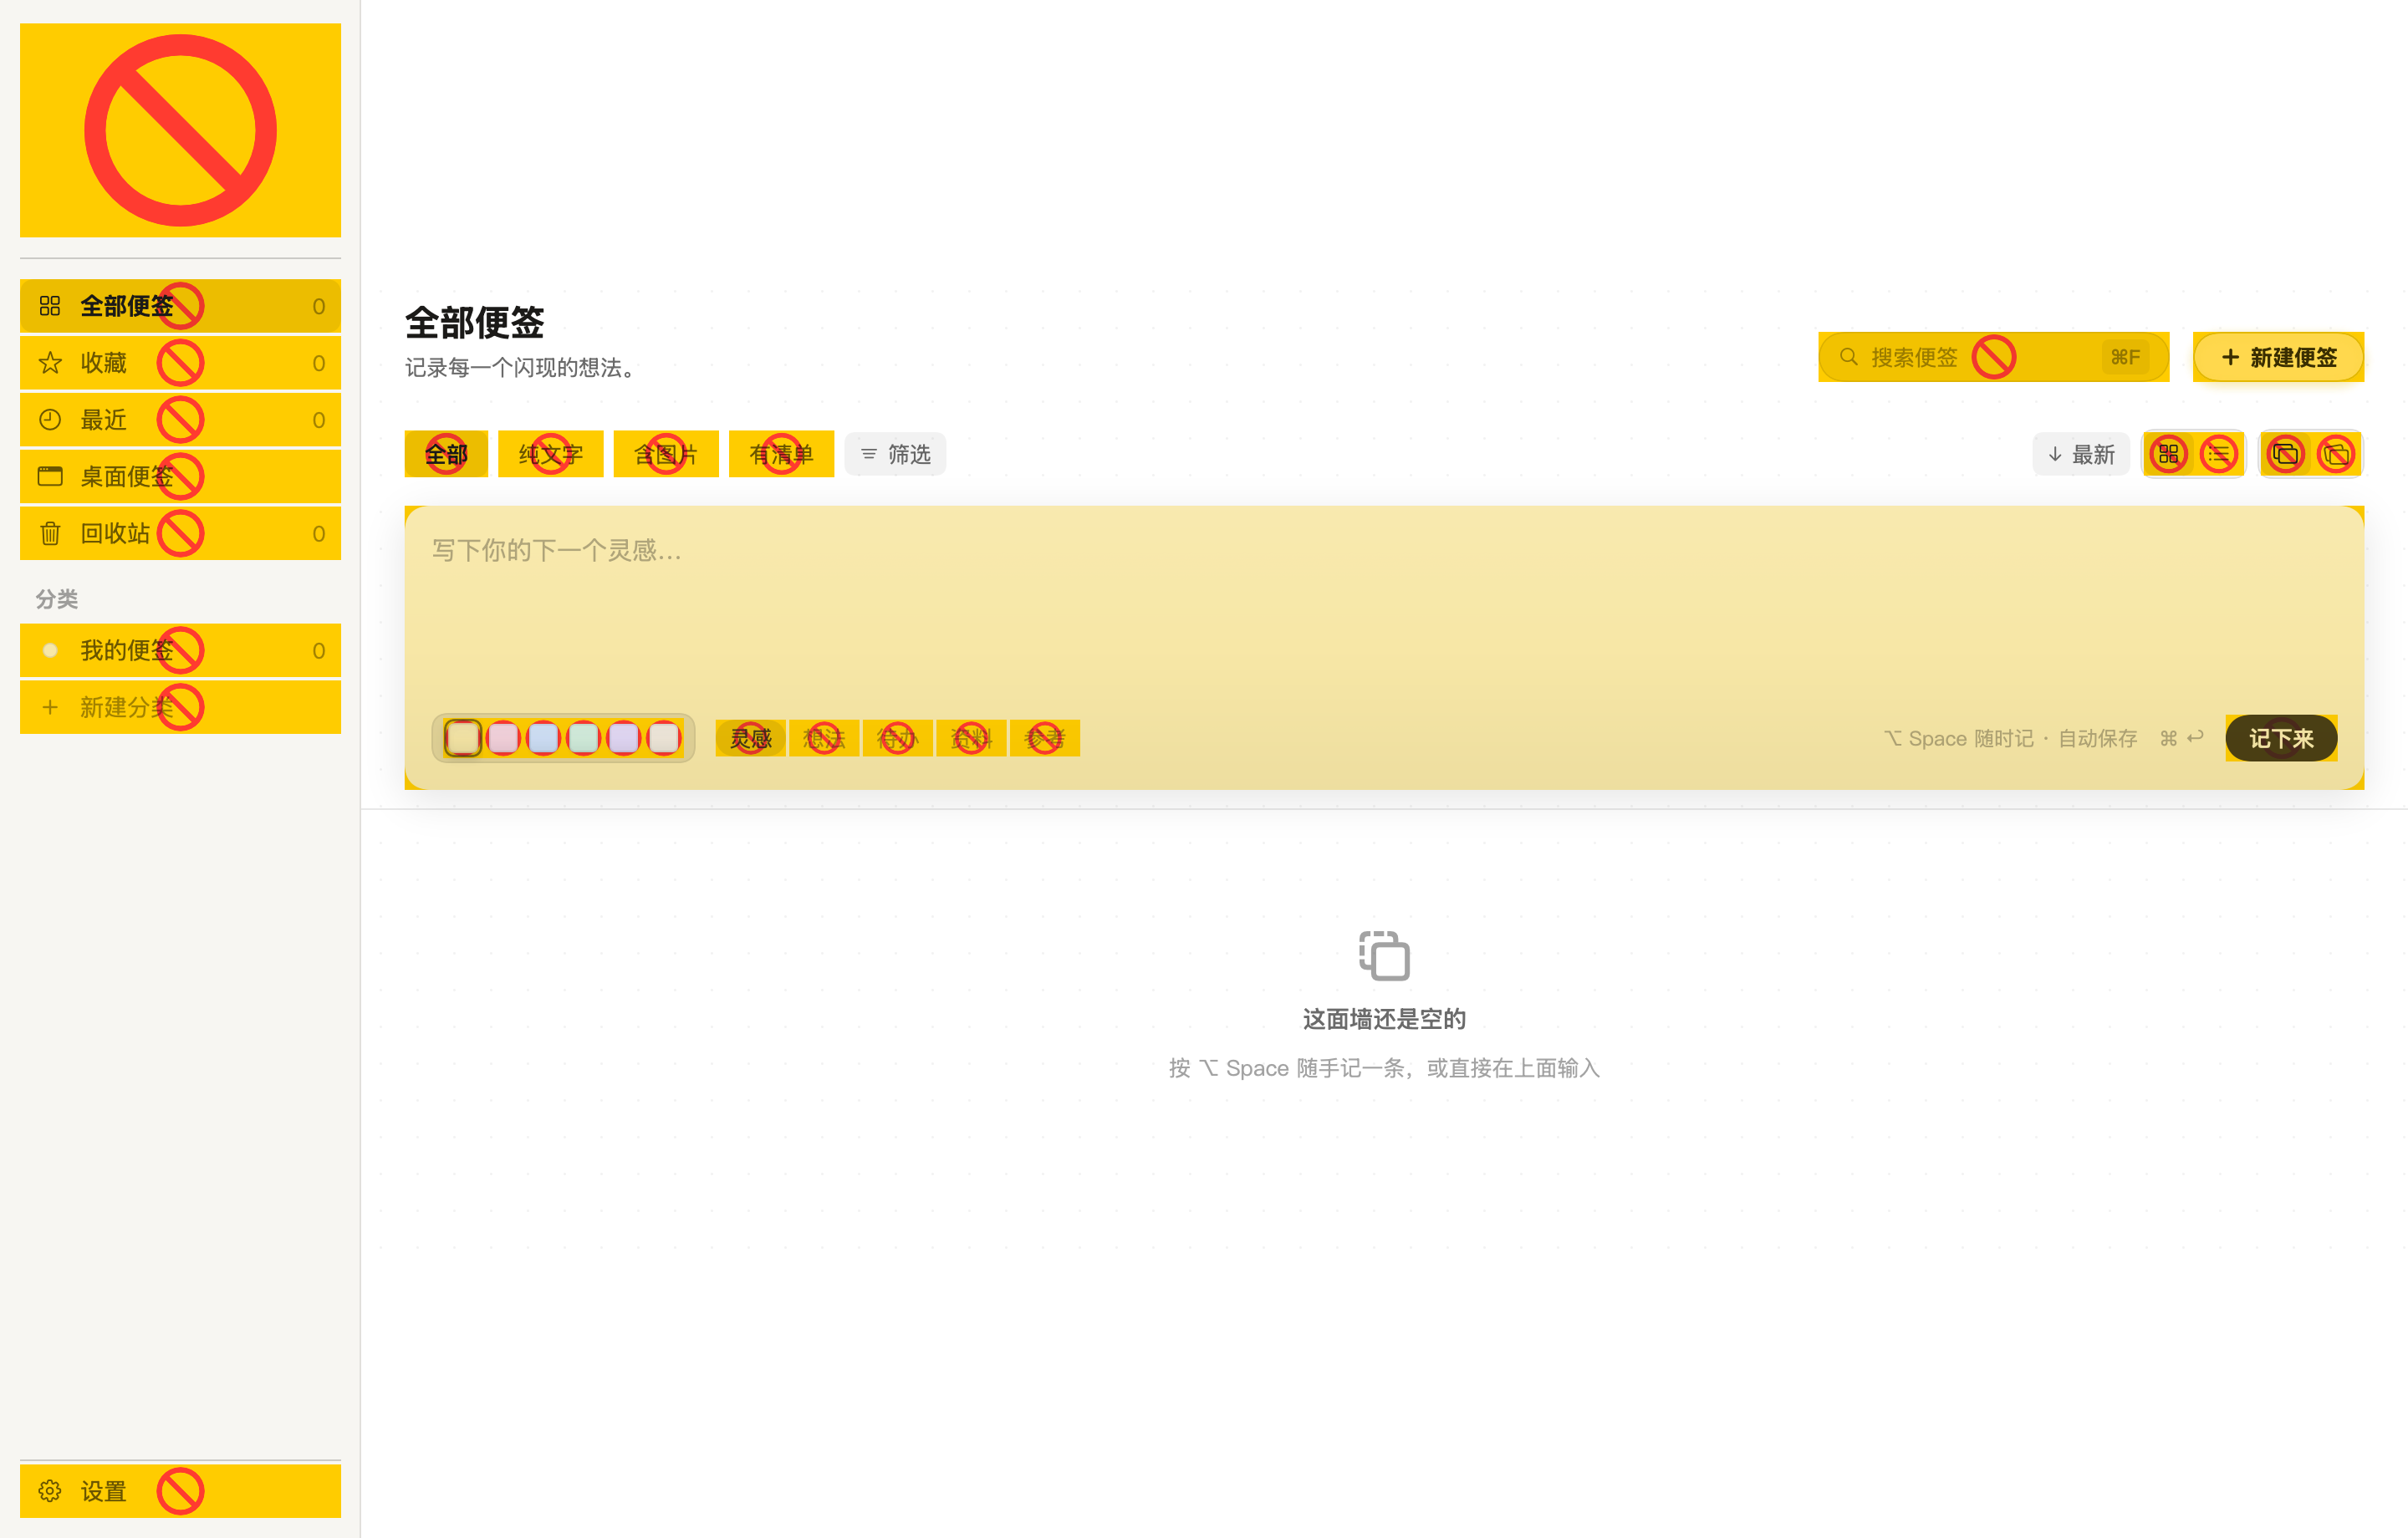 全部便签 0
收藏 0
最近 0
桌面便签
回收站 0
分类
我的便签 0
新建分类
设置
全部便签
记录每一个闪现的想法。
搜索便签 ⌘F
+ 新建便签
全部 纯文字 含图片 有清单 筛选
↓ 最新
写下你的下一个灵感...
灵感 想法 待办 资料 参考
⌥ Space 随时记 · 自动保存 ⌘ ↩ 记下来
这面墙还是空的
按 ⌥ Space 随手记一条，或直接在上面输入